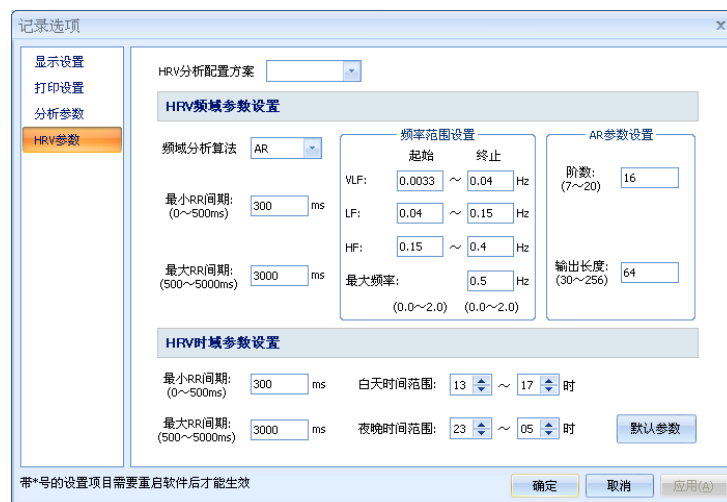 记录选项 x
显示设置
打印设置
分析参数
HRV参数
HRV分析配置方案
HRV频域参数设置
频域分析算法 AR
最小RR间期: 300 ms
(0～500ms)
最大RR间期: 3000 ms
(500～5000ms)
频率范围设置
起始 终止
VLF: 0.0033 ～ 0.04 Hz
LF: 0.04 ～ 0.15 Hz
HF: 0.15 ～ 0.4 Hz
最大频率: 0.5 Hz
(0.0～2.0) (0.0～2.0)
AR参数设置
阶数: 16
(7～20)
输出长度: 64
(30～256)
HRV时域参数设置
最小RR间期: 300 ms
(0～500ms)
白天时间范围: 13 ～ 17 时
最大RR间期: 3000 ms
(500～5000ms)
夜晚时间范围: 23 ～ 05 时
默认参数
带*号的设置项目需要重启软件后才能生效
确定 取消 应用(A)